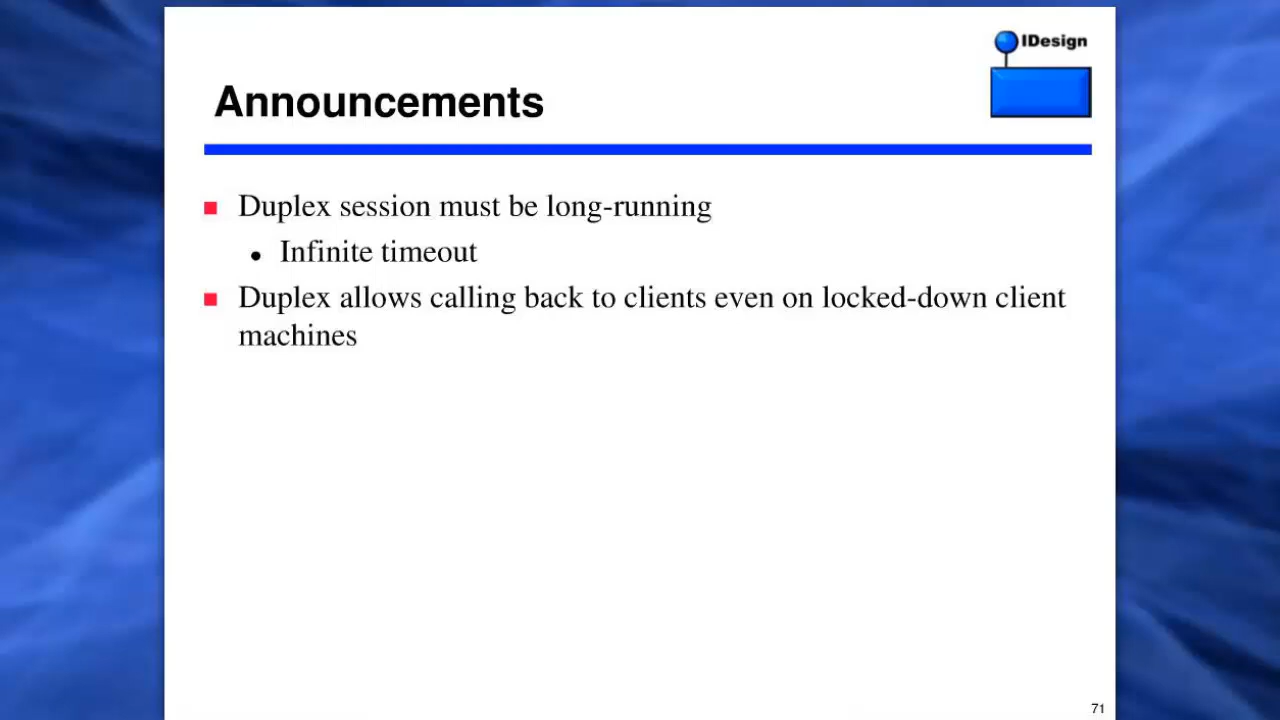 IDesign
Announcements
Duplex session must be long-running
Infinite timeout
Duplex allows calling back to clients even on locked-down client
machines
71